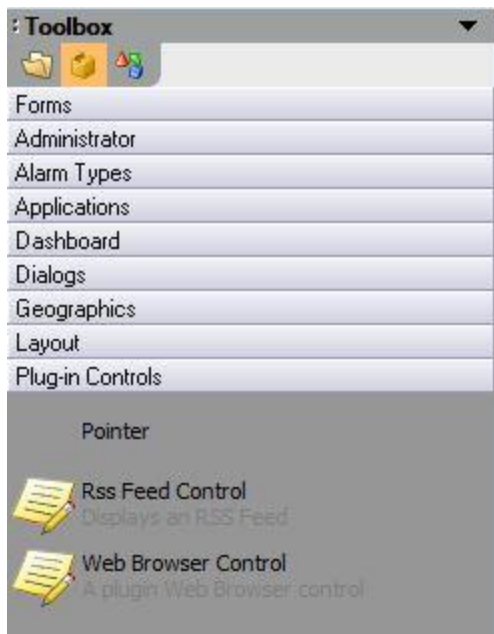 Toolbox
Forms
Administrator
Alarm Types
Applications
Dashboard
Dialogs
Geographics
Layout
Plug-in Controls
Pointer
Rss Feed Control
Displays an RSS Feed
Web Browser Control
A plugin Web Browser control